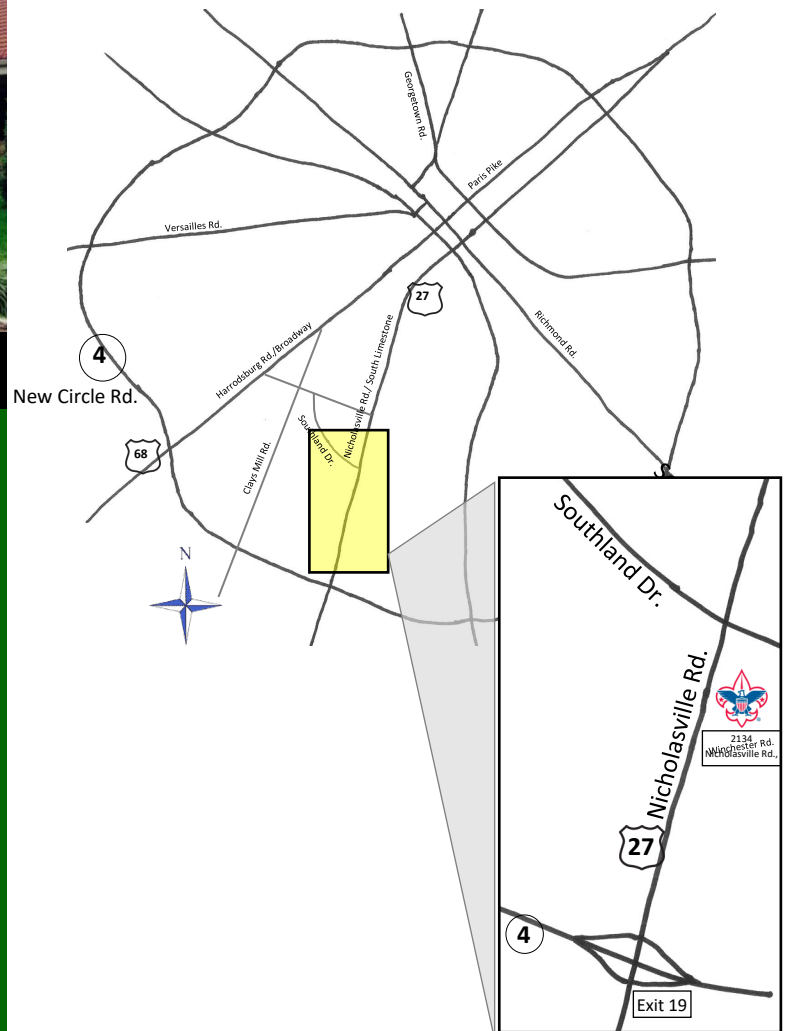 Georgetown Rd.
Paris Pike
Versailles Rd.
27
Richmond Rd.
4
New Circle Rd.
Harrodsburg Rd./Broadway
Nicholasville Rd./ South Limestone
68
Clays Mill Rd.
Southland Dr.
N
S
Southland Dr.
Nicholasville Rd.
2134
Winchester Rd.
Nicholasville Rd.,
27
4
Exit 19